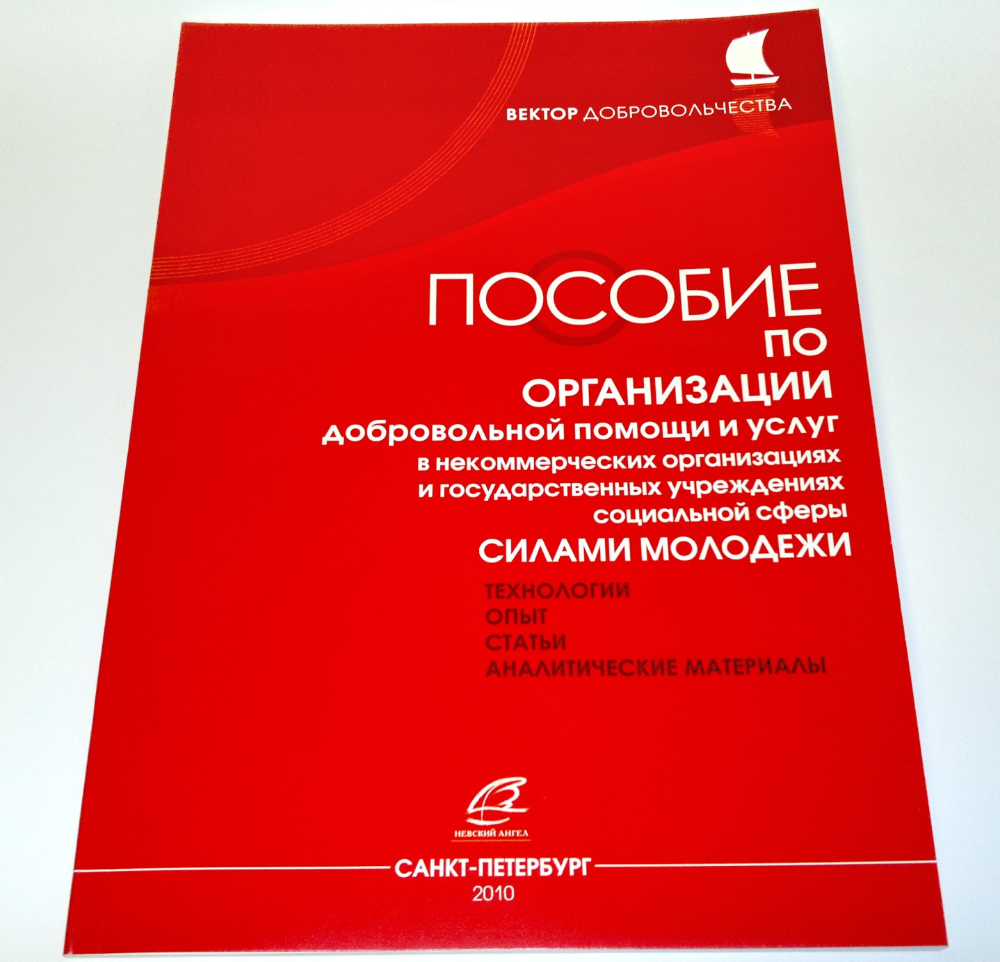 ВЕКТОР ДОБРОВОЛЬЧЕСТВА
ПОСОБИЕ
ПО
ОРГАНИЗАЦИИ
добровольной помощи и услуг
в некоммерческих организациях
и государственных учреждениях
социальной сферы
СИЛАМИ МОЛОДЕЖИ
ТЕХНОЛОГИИ
ОПЫТ
СТАТЬИ
АНАЛИТИЧЕСКИЕ МАТЕРИАЛЫ
НЕВСКИЙ АНГЕЛ
САНКТ-ПЕТЕРБУРГ
2010